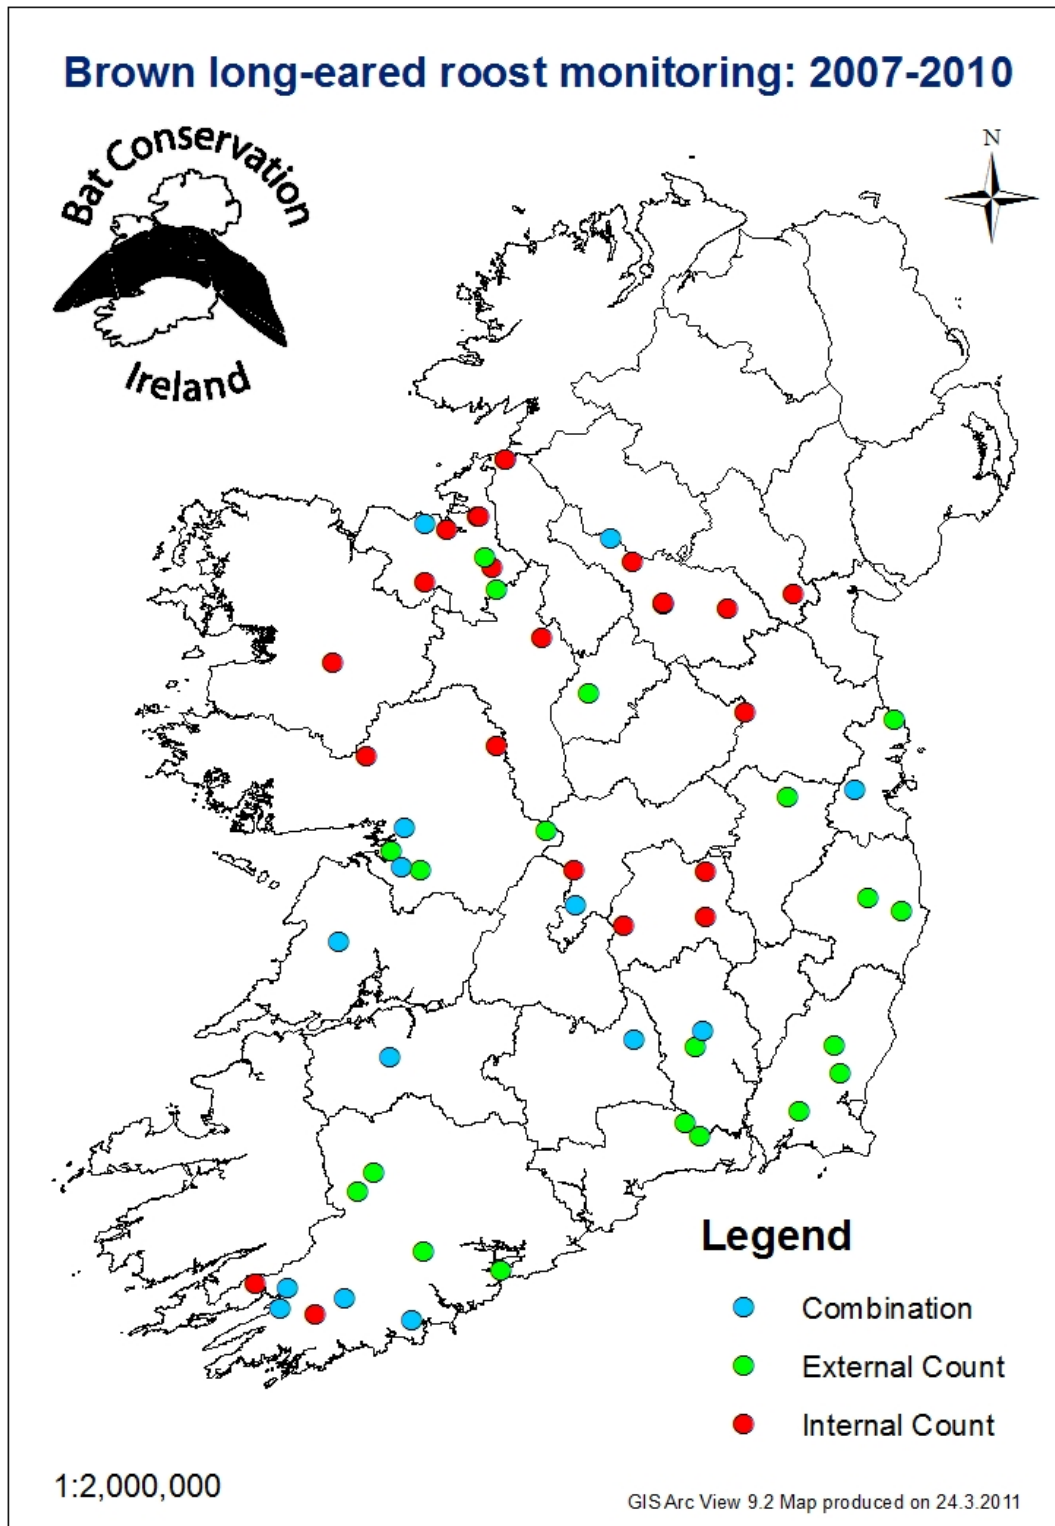 Brown long-eared roost monitoring: 2007-2010
Bat Conservation
Ireland
N
Legend
Combination
External Count
Internal Count
1:2,000,000
GIS Arc View 9.2 Map produced on 24.3.2011